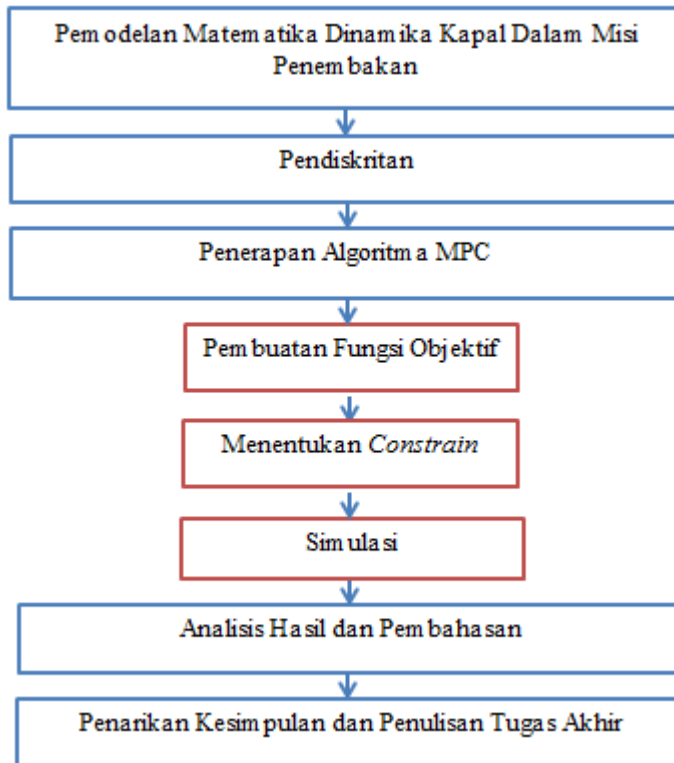 Pemodelan Matematika Dinamika Kapal Dalam Misi
Penembakan
Pendiskritan
Penerapan Algoritma MPC
Pembuatan Fungsi Objektif
Menentukan Constrain
Simulasi
Analisis Hasil dan Pembahasan
Penarikan Kesimpulan dan Penulisan Tugas Akhir